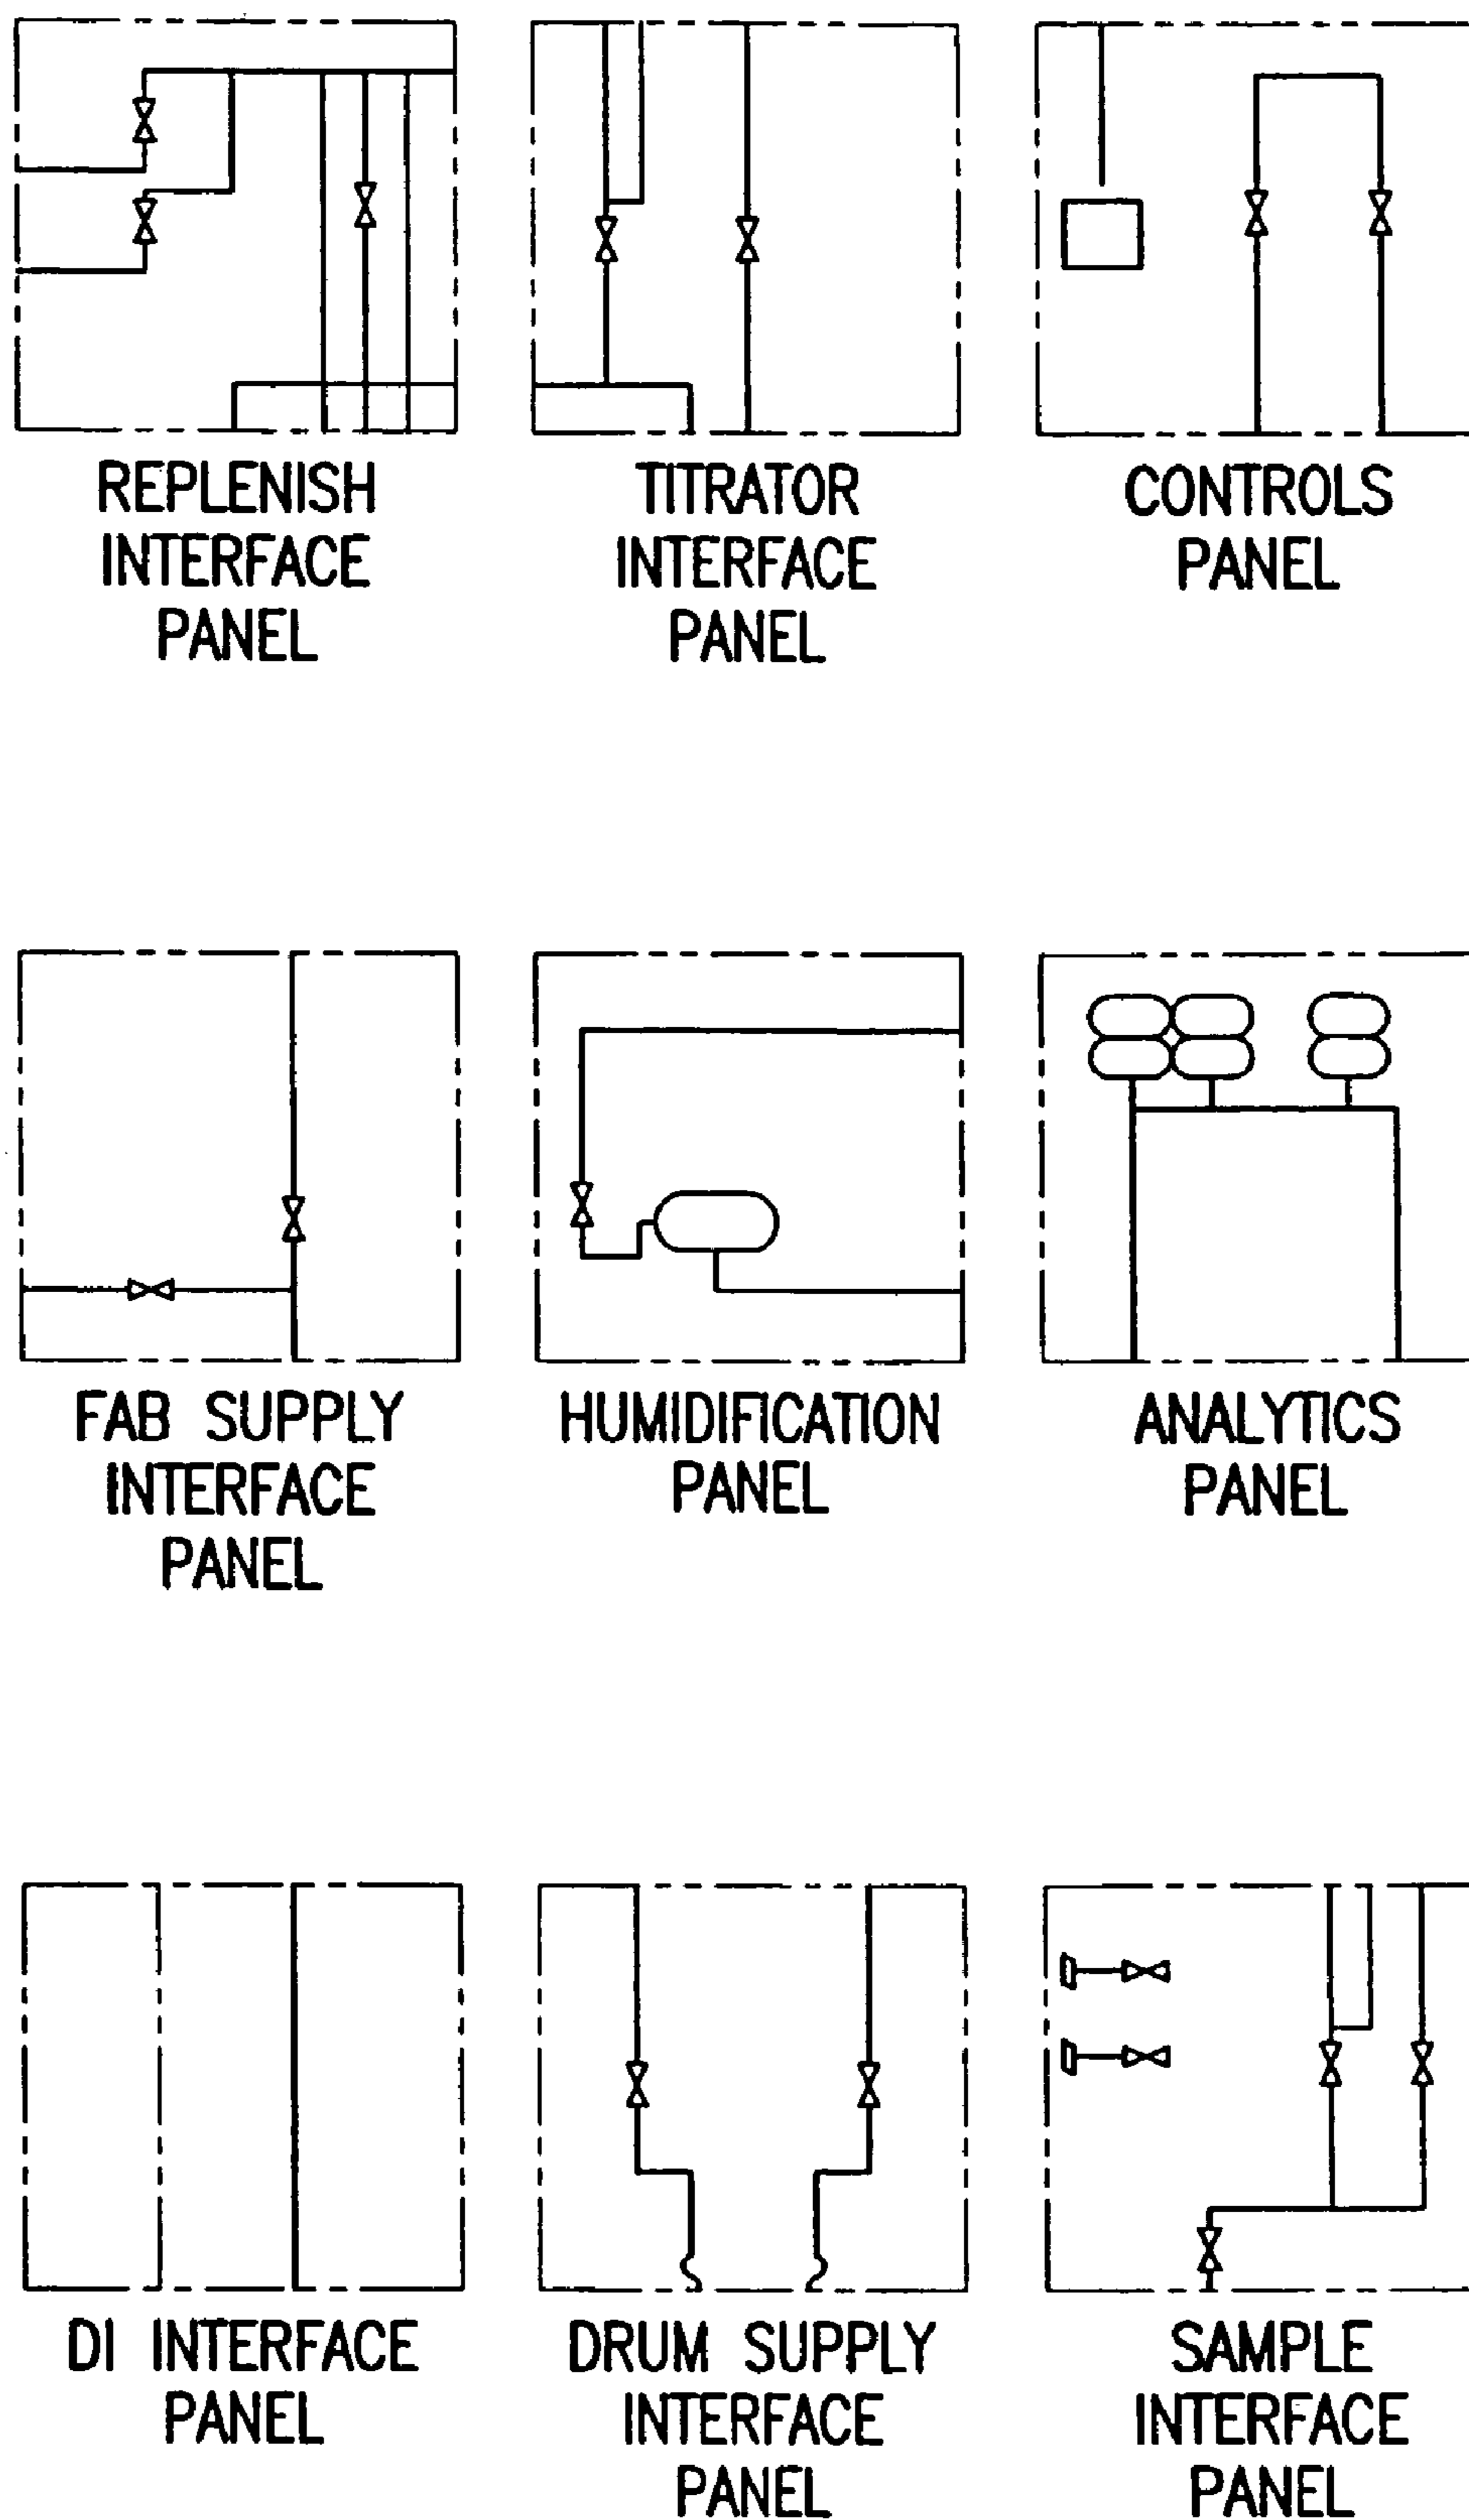 REPLENISH
INTERFACE
PANEL
TITRATOR
INTERFACE
PANEL
CONTROLS
PANEL
FAB SUPPLY
INTERFACE
PANEL
HUMIDIFICATION
PANEL
ANALYTICS
PANEL
DI INTERFACE
PANEL
DRUM SUPPLY
INTERFACE
PANEL
SAMPLE
INTERFACE
PANEL